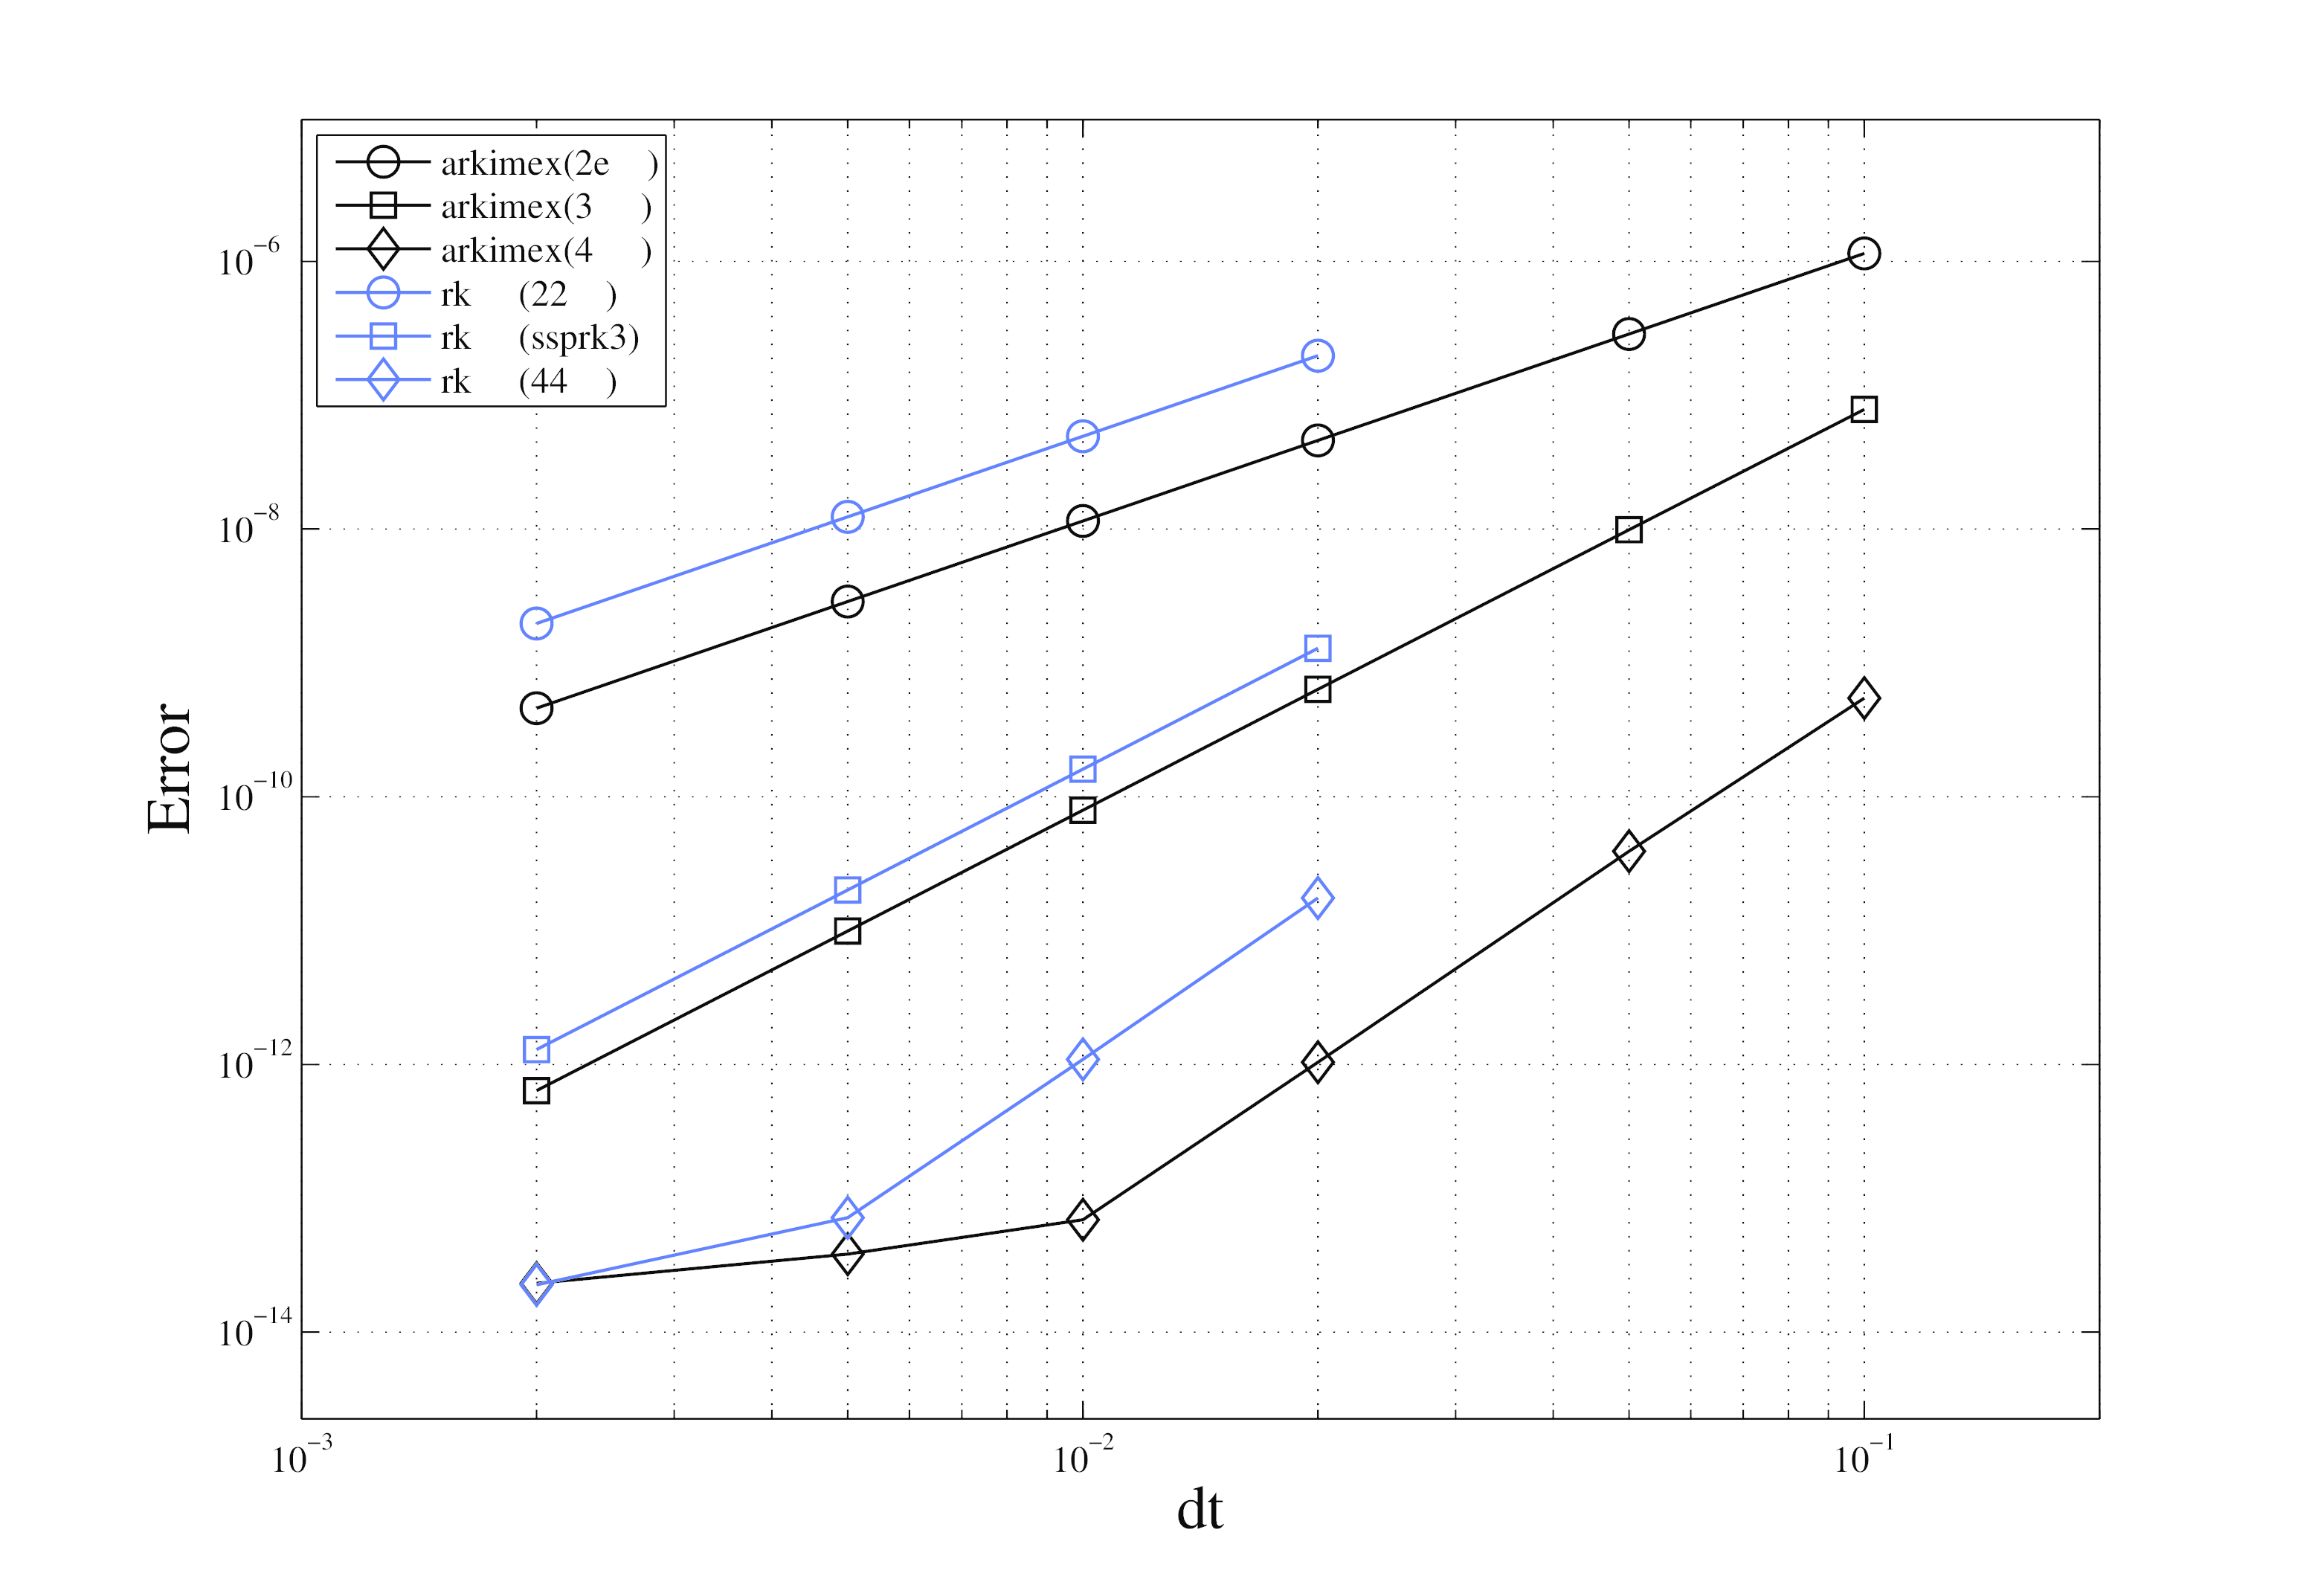 arkimex(2e )
arkimex(3 )
arkimex(4 )
rk (22 )
rk (ssprk3)
rk (44 )
10⁻⁶
10⁻⁸
10⁻¹⁰
10⁻¹²
10⁻¹⁴
Error
10⁻³ 10⁻² 10⁻¹
dt